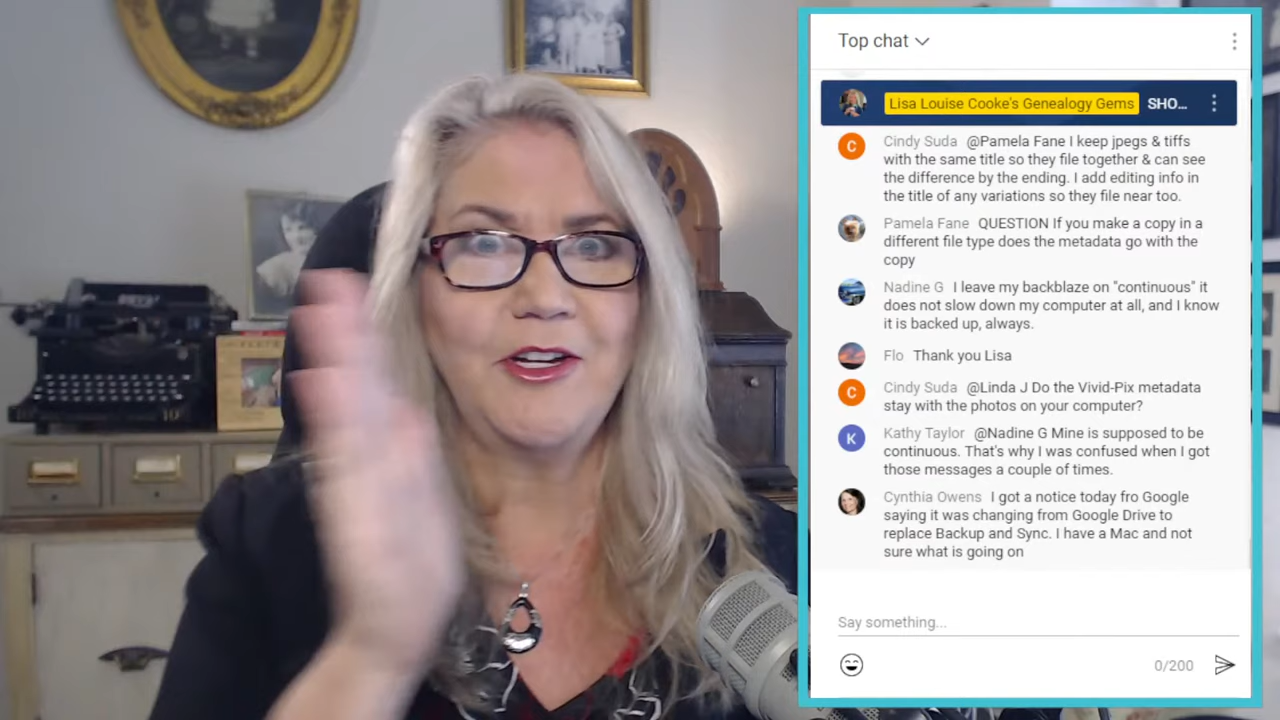 Top chat
Lisa Louise Cooke's Genealogy Gems SHO...
Cindy Suda @Pamela Fane I keep jpegs & tiffs
with the same title so they file together & can see
the difference by the ending. I add editing info in
the title of any variations so they file near too.
Pamela Fane QUESTION If you make a copy in a
different file type does the metadata go with the
copy
Nadine G I leave my backblaze on "continuous" it
does not slow down my computer at all, and I know
it is backed up, always.
Flo Thank you Lisa
C
Cindy Suda @Linda J Do the Vivid-Pix metadata
stay with the photos on your computer?
K
Kathy Taylor @Nadine G Mine is supposed to be
continuous. That's why I was confused when I got
those messages a couple of times.
Cynthia Owens I got a notice today fro Google
saying it was changing from Google Drive to
replace Backup and Sync. I have a Mac and not
sure what is going on
Say something...
0/200